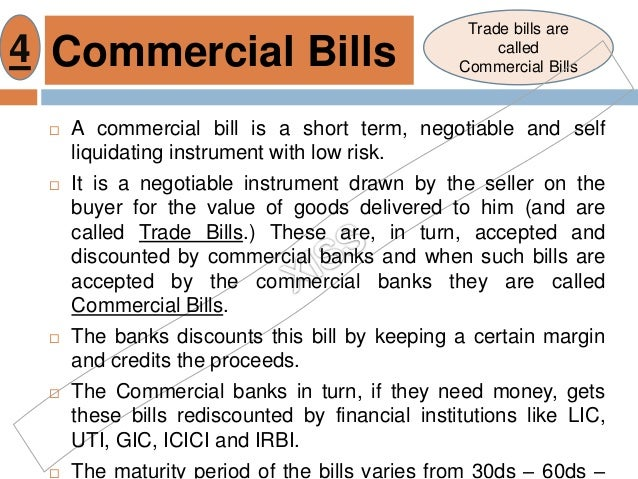 4
Commercial Bills
Trade bills are
called
Commercial Bills
A commercial bill is a short term, negotiable and self
liquidating instrument with low risk.
It is a negotiable instrument drawn by the seller on the
buyer for the value of goods delivered to him (and are
called Trade Bills.) These are, in turn, accepted and
discounted by commercial banks and when such bills are
accepted by the commercial banks they are called
Commercial Bills.
The banks discounts this bill by keeping a certain margin
and credits the proceeds.
The Commercial banks in turn, if they need money, gets
these bills rediscounted by financial institutions like LIC,
UTI, GIC, ICICI and IRBI.
The maturity period of the bills varies from 30ds – 60ds –